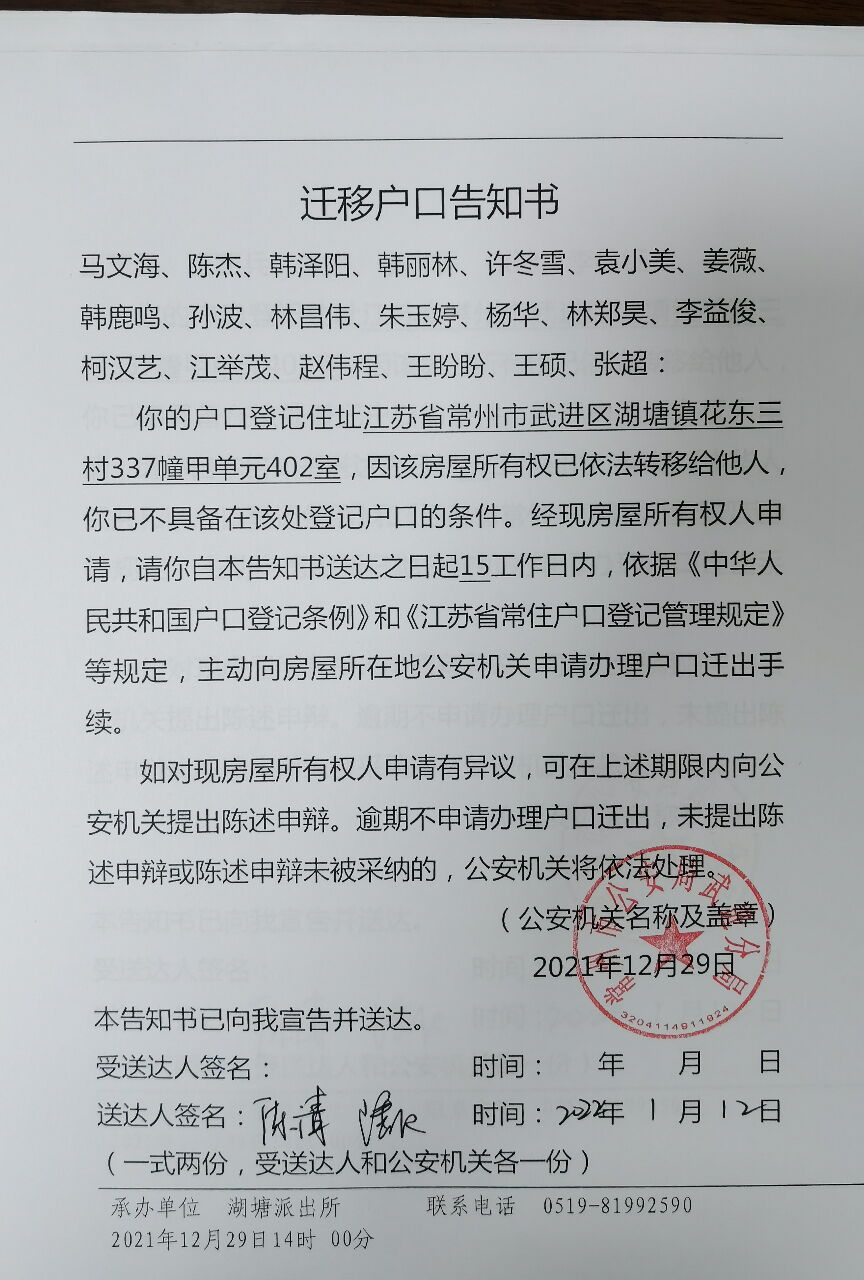 迁移户口告知书
马文海、陈杰、韩泽阳、韩丽林、许冬雪、袁小美、姜薇、
韩鹿鸣、孙波、林昌伟、朱玉婷、杨华、林郑昊、李益俊、
柯汉艺、江举茂、赵伟程、王盼盼、王硕、张超：
你的户口登记住址江苏省常州市武进区湖塘镇花东三
村337幢甲单元402室，因该房屋所有权已依法转移给他人，
你已不具备在该处登记户口的条件。经现房屋所有权人申
请，请你自本告知书送达之日起15工作日内，依据《中华人
民共和国户口登记条例》和《江苏省常住户口登记管理规定》
等规定，主动向房屋所在地公安机关申请办理户口迁出手
续。
如对现房屋所有权人申请有异议，可在上述期限内向公
安机关提出陈述申辩。逾期不申请办理户口迁出，未提出陈
述申辩或陈述申辩未被采纳的，公安机关将依法处理。
（公安机关名称及盖章）
2021年12月29日
常州市公安局武进分局
3204114911924
本告知书已向我宣告并送达。
受送达人签名： 时间： 年 月 日
送达人签名： 时间：2022年1月12日
（一式两份，受送达人和公安机关各一份）
承办单位 湖塘派出所 联系电话 0519-81992590
2021年12月29日14时 00分